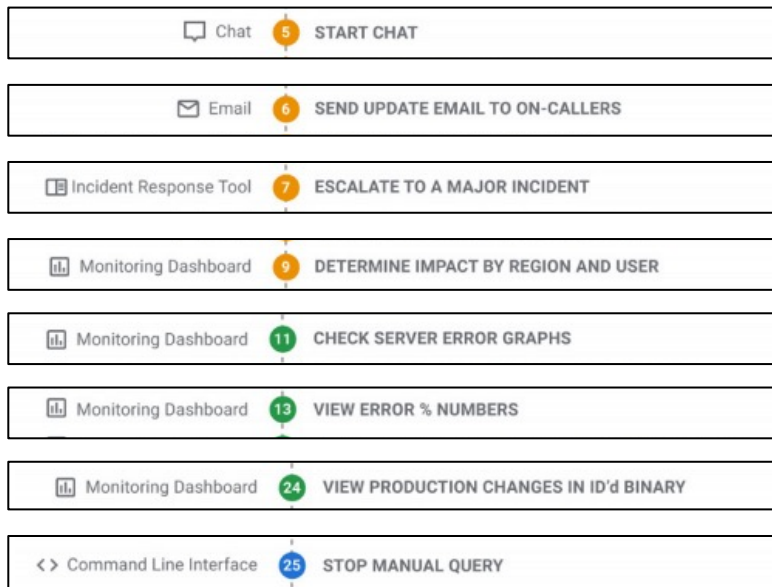 Chat 5 START CHAT
Email 6 SEND UPDATE EMAIL TO ON-CALLERS
Incident Response Tool 7 ESCALATE TO A MAJOR INCIDENT
Monitoring Dashboard 9 DETERMINE IMPACT BY REGION AND USER
Monitoring Dashboard 11 CHECK SERVER ERROR GRAPHS
Monitoring Dashboard 13 VIEW ERROR % NUMBERS
Monitoring Dashboard 24 VIEW PRODUCTION CHANGES IN ID'd BINARY
Command Line Interface 25 STOP MANUAL QUERY